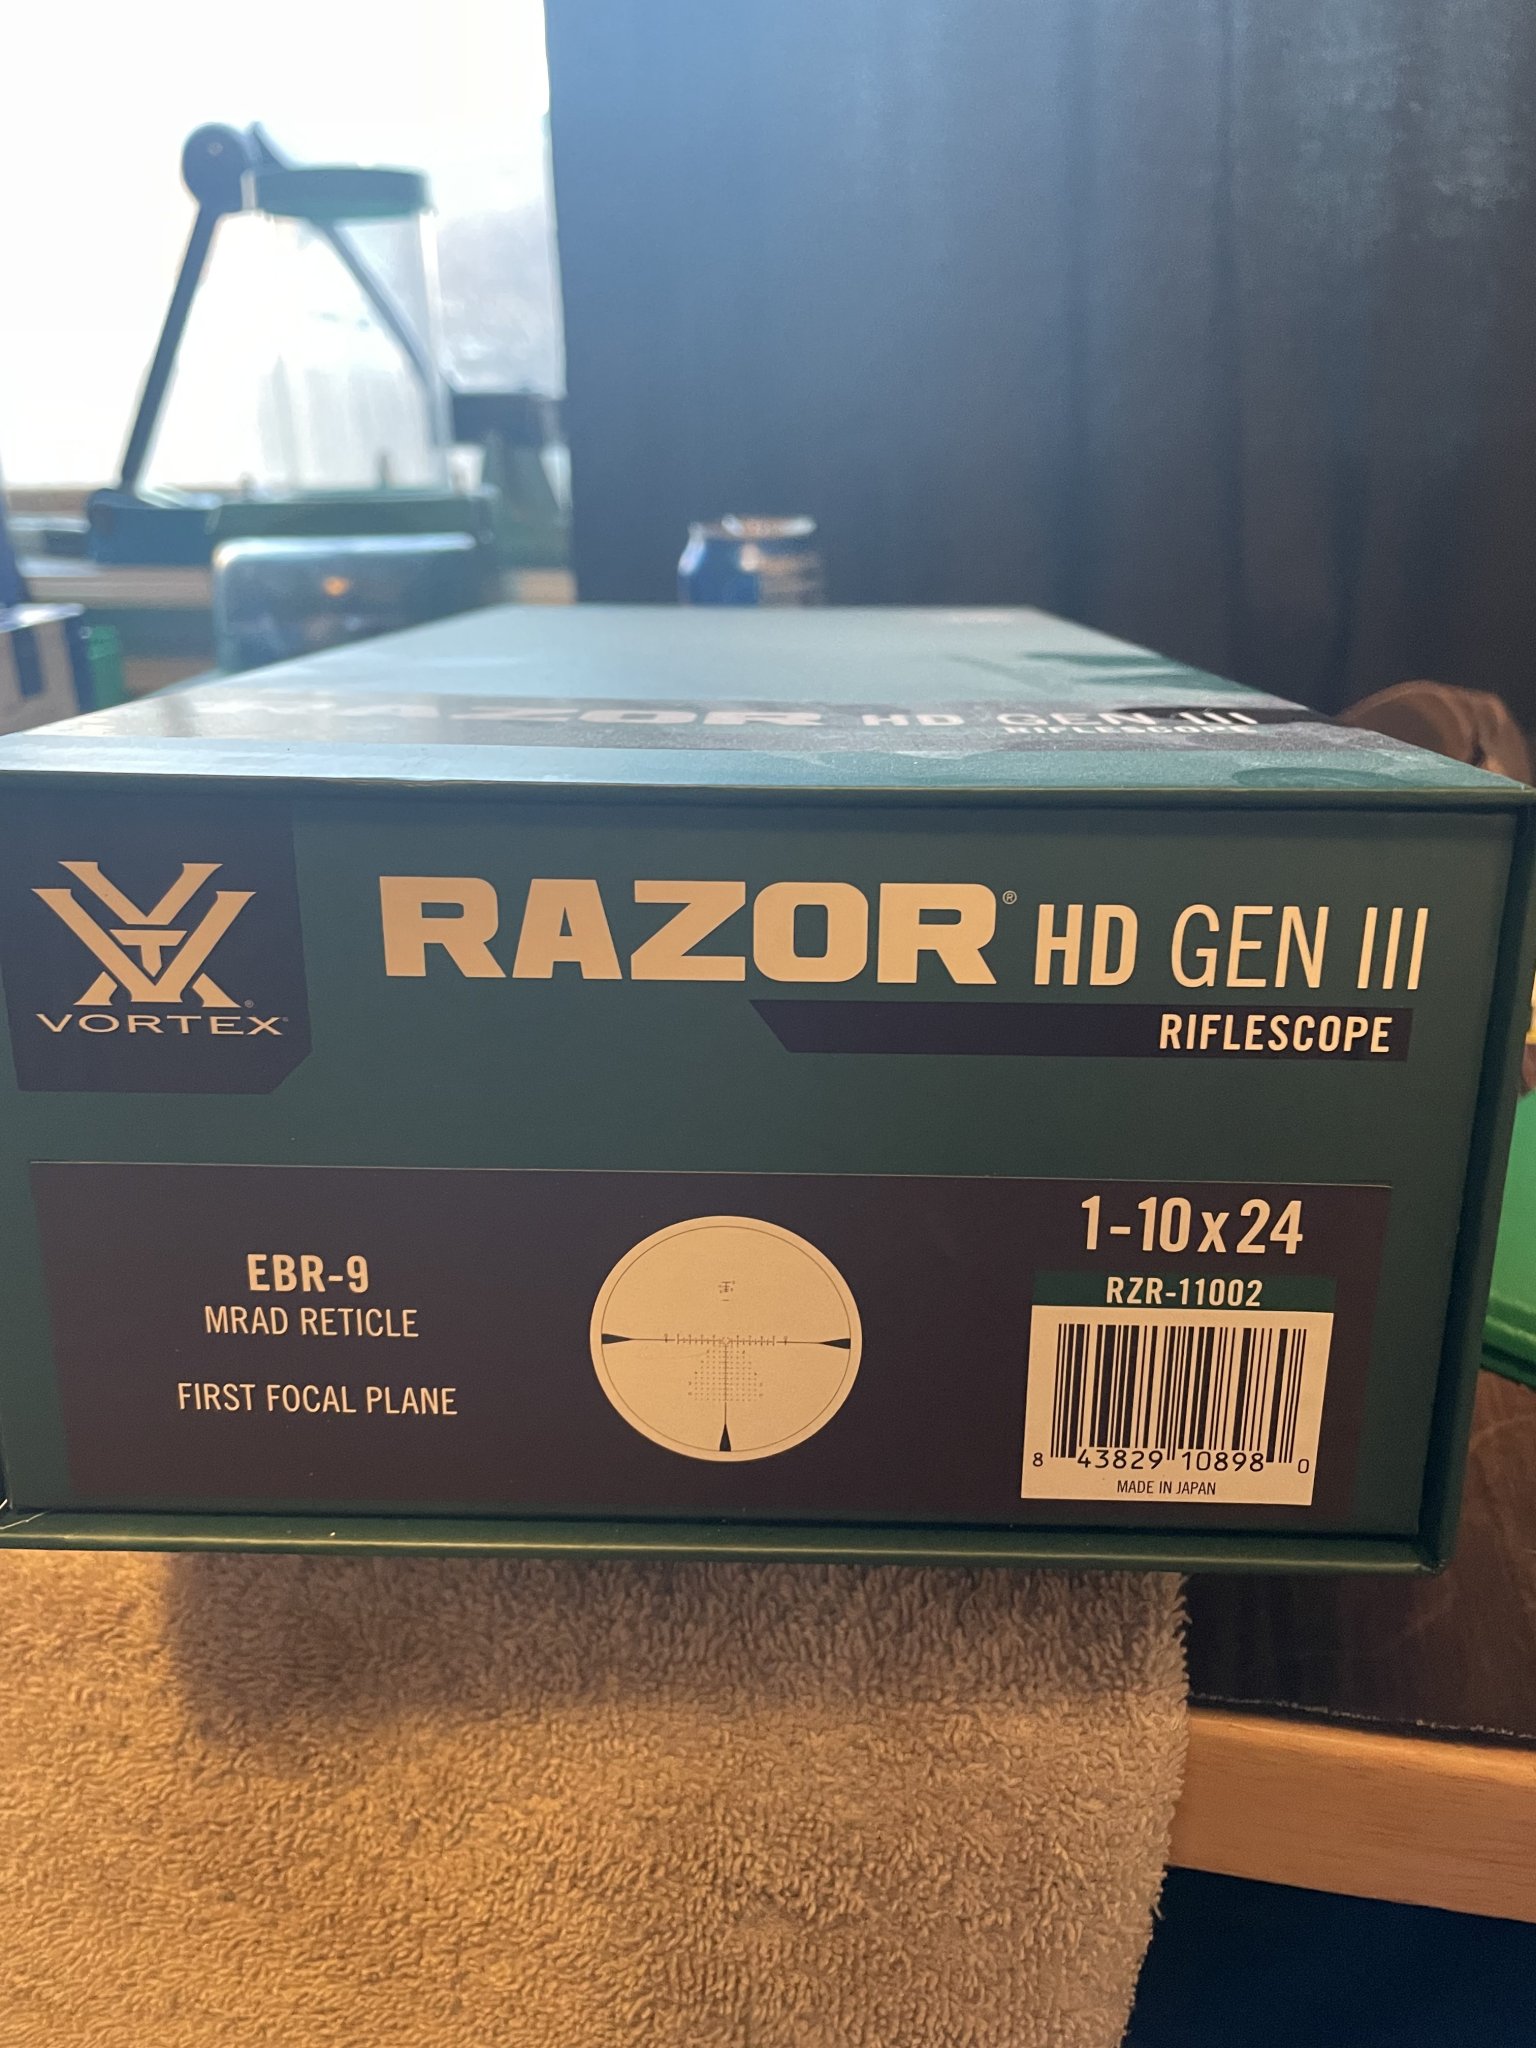 RAZOR HD GEN III
RIFLESCOPE
VORTEX®
RAZOR® HD GEN III
RIFLESCOPE
EBR-9
MRAD RETICLE
FIRST FOCAL PLANE
1-10x24
RZR-11002
8 43829 10898 0
MADE IN JAPAN